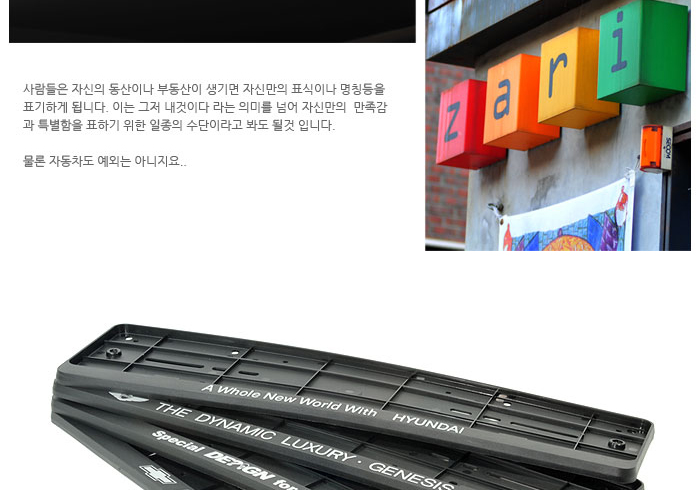 사람들은 자신의 동산이나 부동산이 생기면 자신만의 표식이나 명칭등을
표기하게 됩니다. 이는 그저 내것이다 라는 의미를 넘어 자신만의 만족감
과 특별함을 표하기 위한 일종의 수단이라고 봐도 될것 입니다.
물론 자동차도 예외는 아니지요..
zari
A Whole New World With HYUNDAI
THE DYNAMIC LUXURY · GENESIS
Special DESIGN for